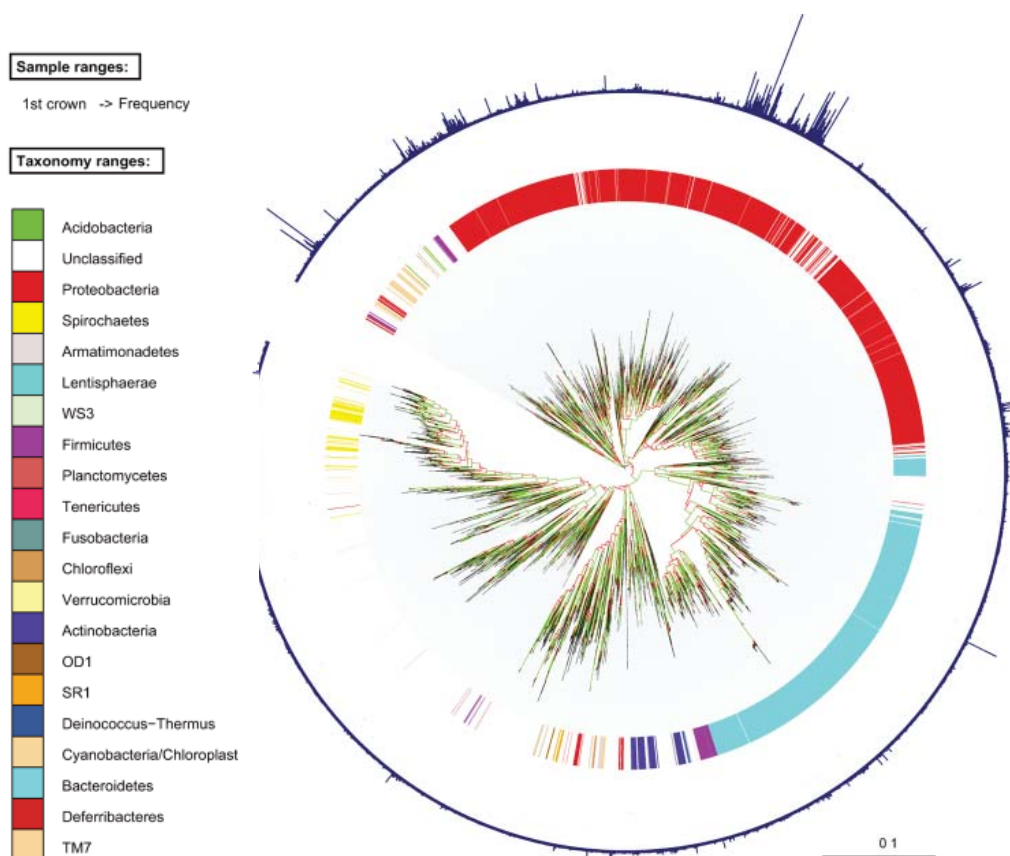 Sample ranges:
1st crown -> Frequency
Taxonomy ranges:
Acidobacteria
Unclassified
Proteobacteria
Spirochaetes
Armatimonadetes
Lentisphaerae
WS3
Firmicutes
Planctomycetes
Tenericutes
Fusobacteria
Chloroflexi
Verrucomicrobia
Actinobacteria
OD1
SR1
Deinococcus−Thermus
Cyanobacteria/Chloroplast
Bacteroidetes
Deferribacteres
TM7
0 1